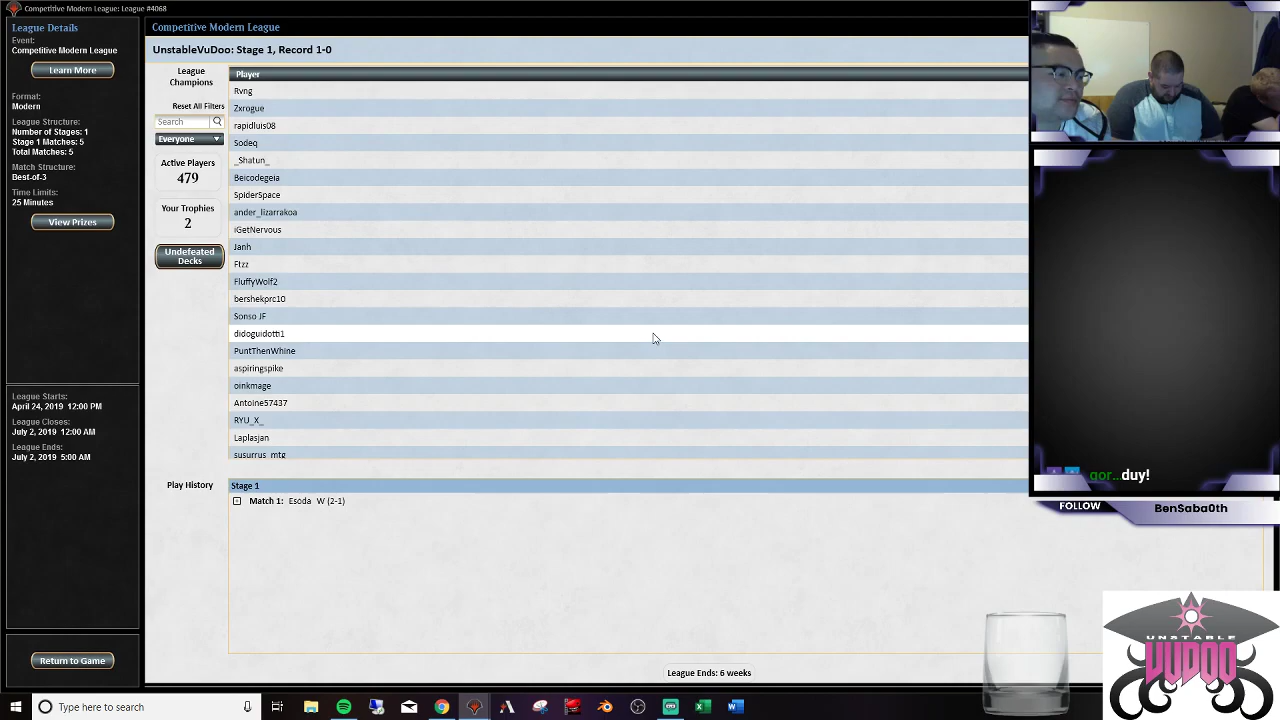 Competitive Modern League: League #4068
League Details
Event:
Competitive Modern League
Learn More
Format:
Modern
League Structure:
Number of Stages: 1
Stage 1 Matches: 5
Total Matches: 5
Match Structure:
Best-of-3
Time Limits:
25 Minutes
View Prizes
League Starts:
April 24, 2019 12:00 PM
League Closes:
July 2, 2019 12:00 AM
League Ends:
July 2, 2019 5:00 AM
Return to Game
Competitive Modern League
UnstableVuDoo: Stage 1, Record 1-0
League
Champions
Reset All Filters
Search
Everyone
Active Players
479
Your Trophies
2
Undefeated
Decks
Player
Rvng
Zxrogue
rapidluis08
Sodeq
_Shatun_
Beicodegeia
SpiderSpace
ander_lizarrakoa
iGetNervous
Janh
Ftzz
FluffyWolf2
bershekprc10
Sonso JF
didoguidotti1
PuntThenWhine
aspiringspike
oinkmage
Antoine57437
RYU_X_
Laplasjan
susurrus_mtg
Play History
Stage 1
Match 1: Esoda W (2-1)
League Ends: 6 weeks
gor...duy!
FOLLOW
BenSaba0th
UNSTABLE
VUDOO
Type here to search